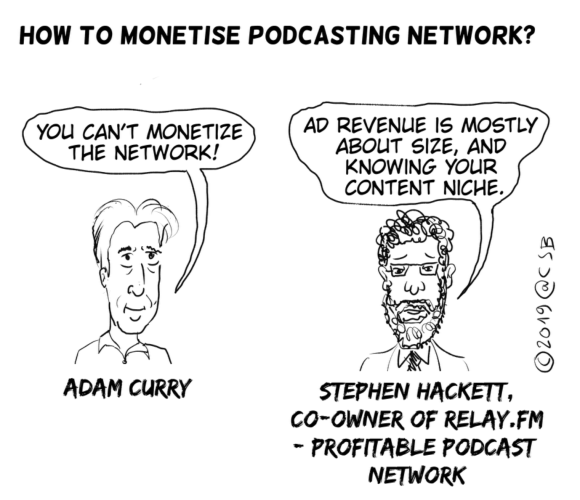 HOW TO MONETISE PODCASTING NETWORK?
YOU CAN'T MONETIZE
THE NETWORK!
AD REVENUE IS MOSTLY
ABOUT SIZE, AND
KNOWING YOUR
CONTENT NICHE.
ADAM CURRY
STEPHEN HACKETT,
CO-OWNER OF RELAY.FM
- PROFITABLE PODCAST
NETWORK
©2019@CSB